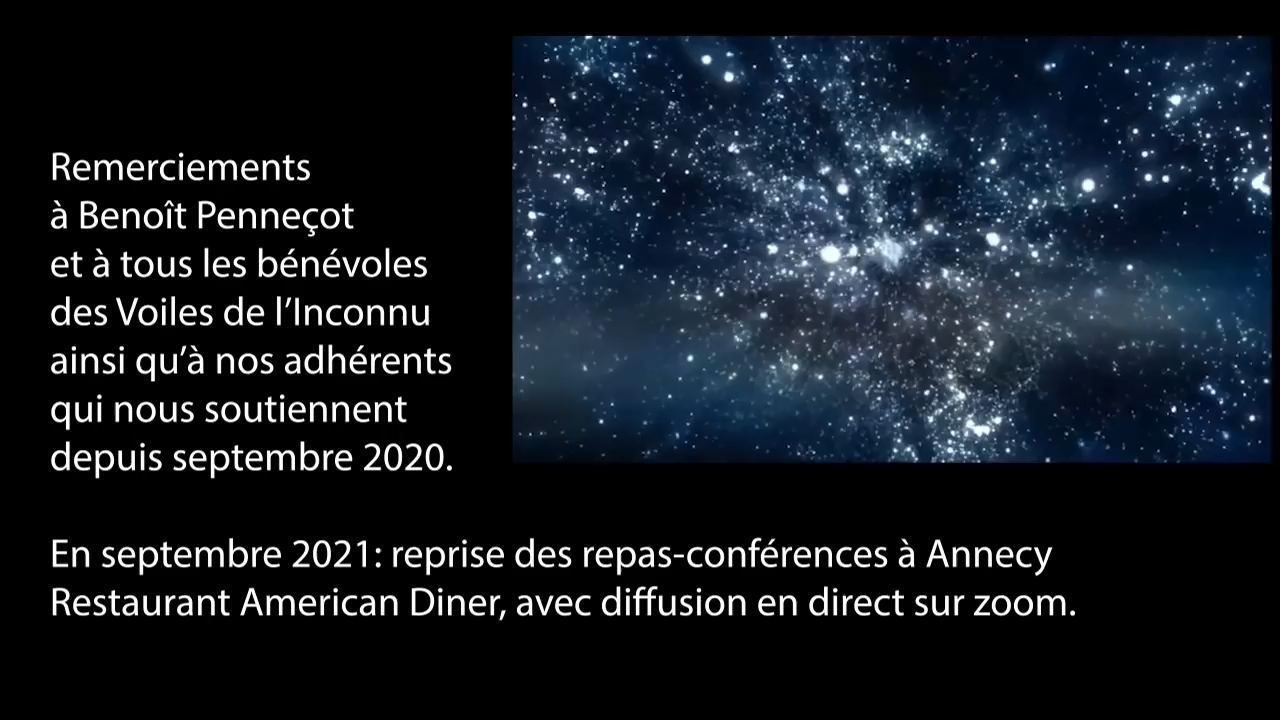 Remerciements
à Benoît Penneçot
et à tous les bénévoles
des Voiles de l’Inconnu
ainsi qu’à nos adhérents
qui nous soutiennent
depuis septembre 2020.
En septembre 2021: reprise des repas-conférences à Annecy
Restaurant American Diner, avec diffusion en direct sur zoom.